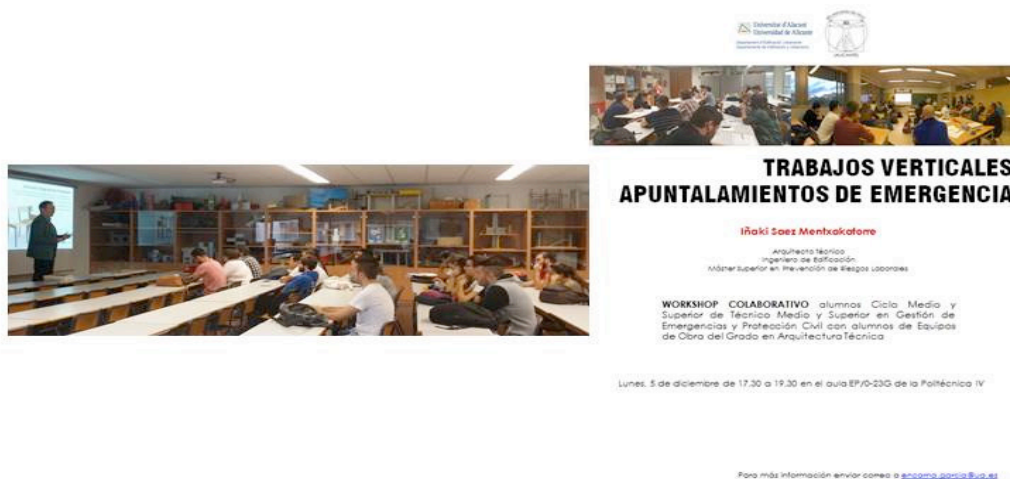 Universitat d'Alacant
Universidad de Alicante
TRABAJOS VERTICALES
APUNTALAMIENTOS DE EMERGENCIA
Iñaki Saez Mentxakatorre
Arquitecto Técnico
Ingeniero de Edificación
Máster Superior en Prevención de Riesgos Laborales
WORKSHOP COLABORATIVO alumnos Ciclo Medio y
Superior de Técnico Medio y Superior en Gestión de
Emergencias y Protección Civil con alumnos de Equipos
de Obra del Grado en Arquitectura Técnica
Lunes, 5 de diciembre de 17.30 a 19.30 en el aula EP/0-23G de la Politécnica IV
Para más información enviar correo a encarna.garcia@ua.es